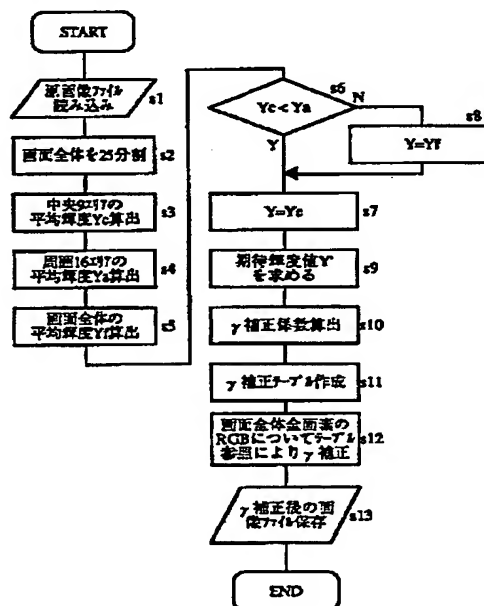 START
原画像ファイル
読み込み
s1
画面全体を25分割
s2
中央9エリアの
平均輝度Yc算出
s3
周囲16エリアの
平均輝度Ya算出
s4
画面全体の
平均輝度Yf算出
s5
Yc<Ya
s6
N
Y
s8
Y=Yf
Y=Yc
s7
期待輝度値Y'
を求める
s9
γ補正係数算出
s10
γ補正テーブル作成
s11
画面全体全画素の
RGBについてテーブル
参照によりγ補正
s12
γ補正後の画
像ファイル保存
s13
END